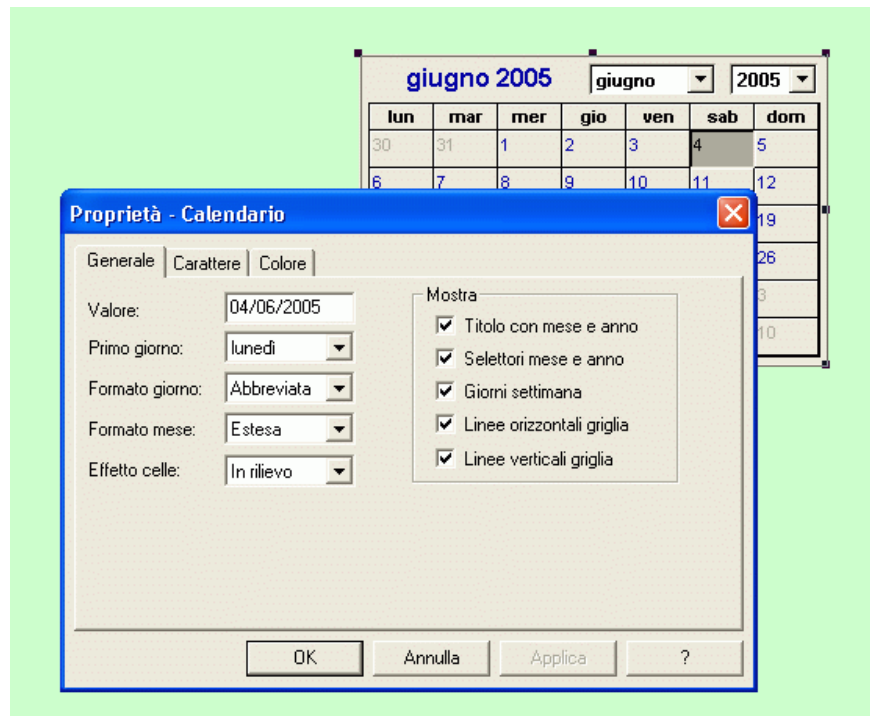 giugno 2005 giugno 2005
lun mar mer gio ven sab dom
30 31 1 2 3 4 5
6 7 8 9 10 11 12
19
26
3
10
Proprietà - Calendario
Generale Carattere Colore
Valore: 04/06/2005
Primo giorno: lunedì
Formato giorno: Abbreviata
Formato mese: Estesa
Effetto celle: In rilievo
Mostra
Titolo con mese e anno
Selettori mese e anno
Giorni settimana
Linee orizzontali griglia
Linee verticali griglia
OK Annulla Applica ?